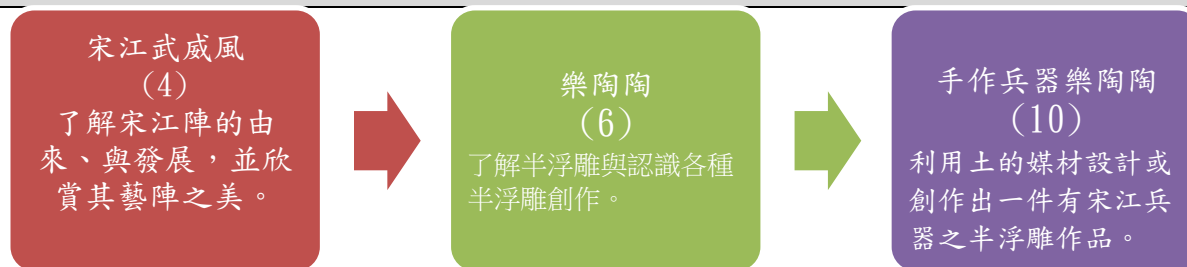 宋江武威風
(4)
了解宋江陣的由
來、與發展，並欣
賞其藝陣之美。
樂陶陶
(6)
了解半浮雕與認識各種
半浮雕創作。
手作兵器樂陶陶
(10)
利用土的媒材設計或
創作出一件有宋江兵
器之半浮雕作品。